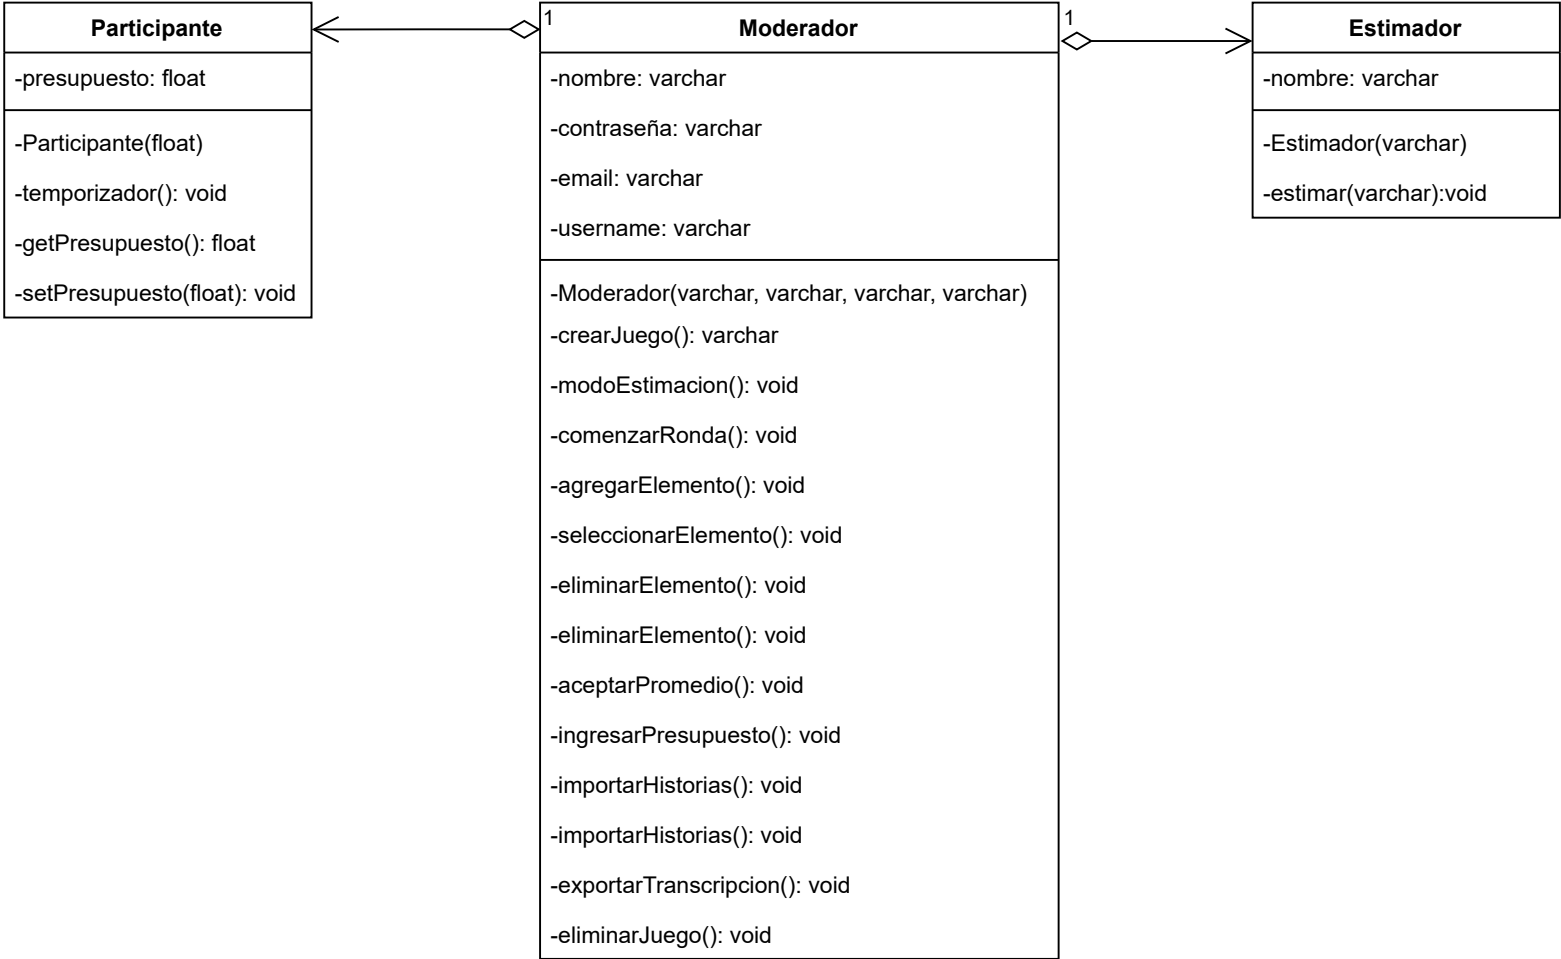 Participante
-presupuesto: float
-Participante(float)
-temporizador(): void
-getPresupuesto(): float
-setPresupuesto(float): void
1
Moderador
-nombre: varchar
-contraseña: varchar
-email: varchar
-username: varchar
-Moderador(varchar, varchar, varchar, varchar)
-crearJuego(): varchar
-modoEstimacion(): void
-comenzarRonda(): void
-agregarElemento(): void
-seleccionarElemento(): void
-eliminarElemento(): void
-eliminarElemento(): void
-aceptarPromedio(): void
-ingresarPresupuesto(): void
-importarHistorias(): void
-importarHistorias(): void
-exportarTranscripcion(): void
-eliminarJuego(): void
1
Estimador
-nombre: varchar
-Estimador(varchar)
-estimar(varchar):void